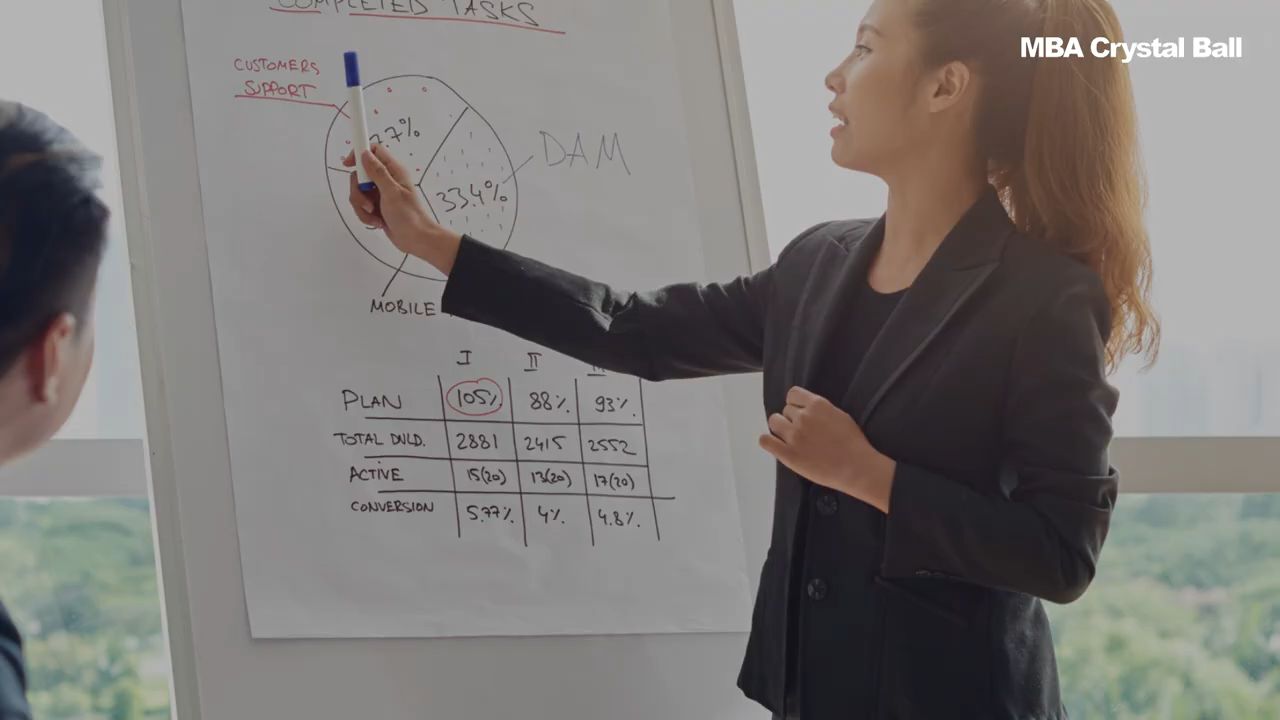 COMPLETED TASKS
MBA Crystal Ball
CUSTOMERS
SUPPORT
DAM
33.4%
MOBILE
I II
PLAN 105% 88% 93%
TOTAL DNLD. 2881 2415 2552
ACTIVE 15(20) 13(20) 17(20)
CONVERSION 5.77% 4% 4.8%